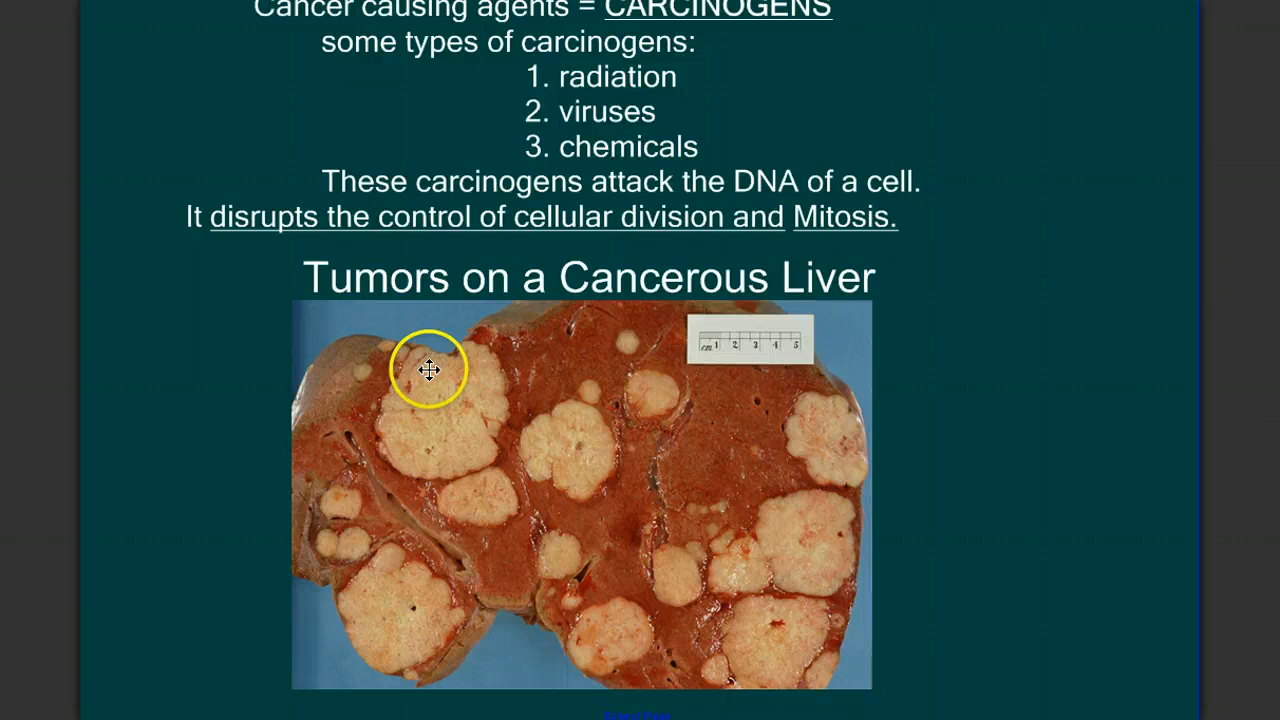 Cancer causing agents = CARCINOGENS
some types of carcinogens:
1. radiation
2. viruses
3. chemicals
These carcinogens attack the DNA of a cell.
It disrupts the control of cellular division and Mitosis.
Tumors on a Cancerous Liver
cm 1 2 3 4 5